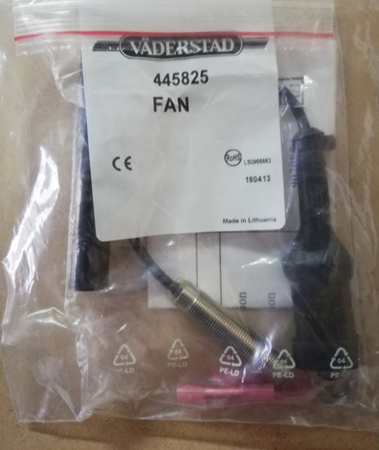 VÄDERSTAD
445825
FAN
CE
RoHS
LS0966663
180413
Made in Lithuania
04 04 04 04 04
PE-LD PE-LD PE-LD PE-LD PE-LD